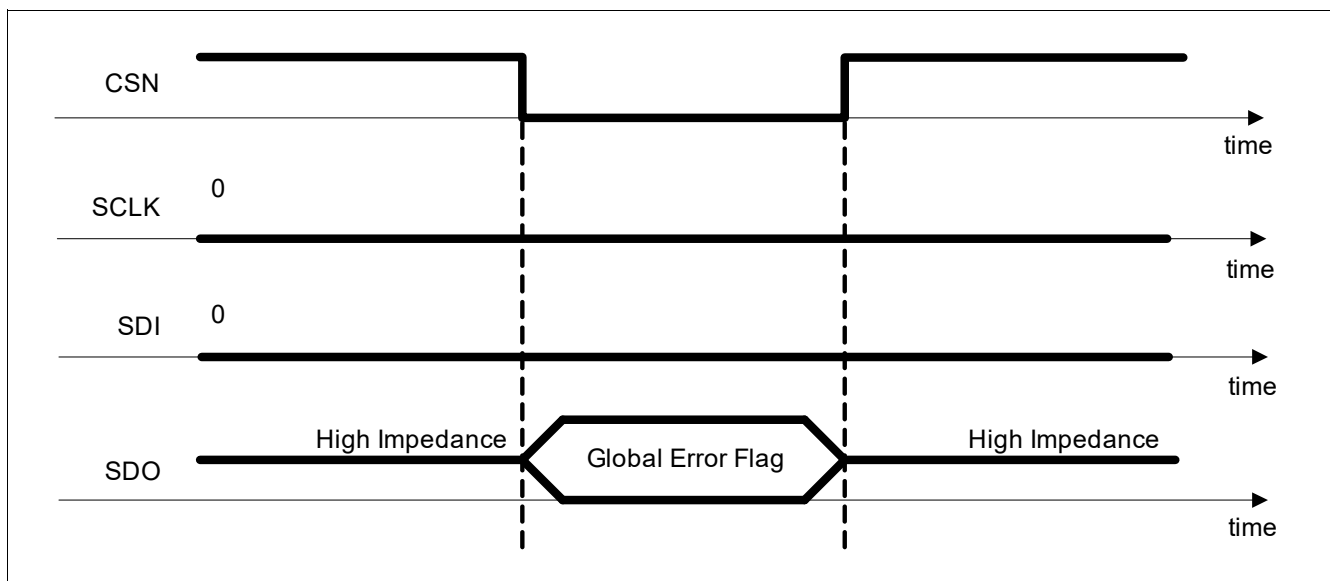 CSN
time
0
SCLK
time
0
SDI
time
High Impedance
Global Error Flag
High Impedance
SDO
time